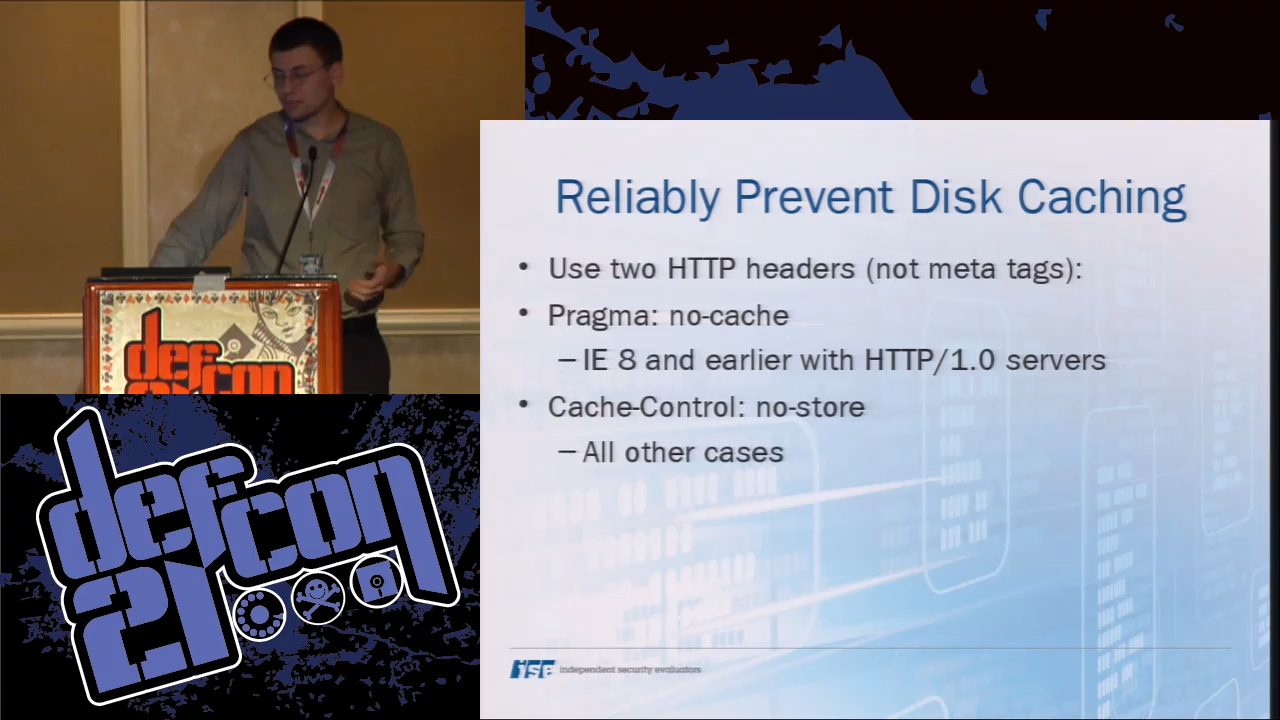 Reliably Prevent Disk Caching
• Use two HTTP headers (not meta tags):
• Pragma: no-cache
– IE 8 and earlier with HTTP/1.0 servers
• Cache-Control: no-store
– All other cases
ise independent security evaluators
def con
defcon
21